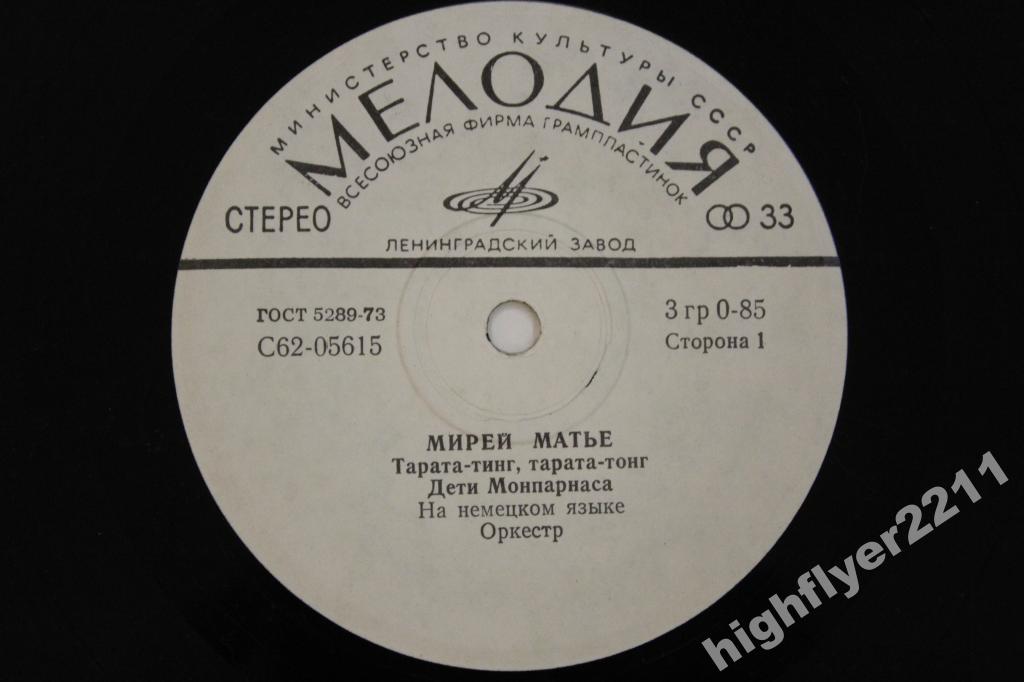 МИНИСТЕРСТВО КУЛЬТУРЫ СССР
МЕЛОДИЯ
ВСЕСОЮЗНАЯ ФИРМА ГРАМПЛАСТИНОК
СТЕРЕО
33
ЛЕНИНГРАДСКИЙ ЗАВОД
ГОСТ 5289-73
С62-05615
3 гр 0-85
Сторона 1
МИРЕЙ МАТЬЕ
Тарата-тинг, тарата-тонг
Дети Монпарнаса
На немецком языке
Оркестр
highflyer2211